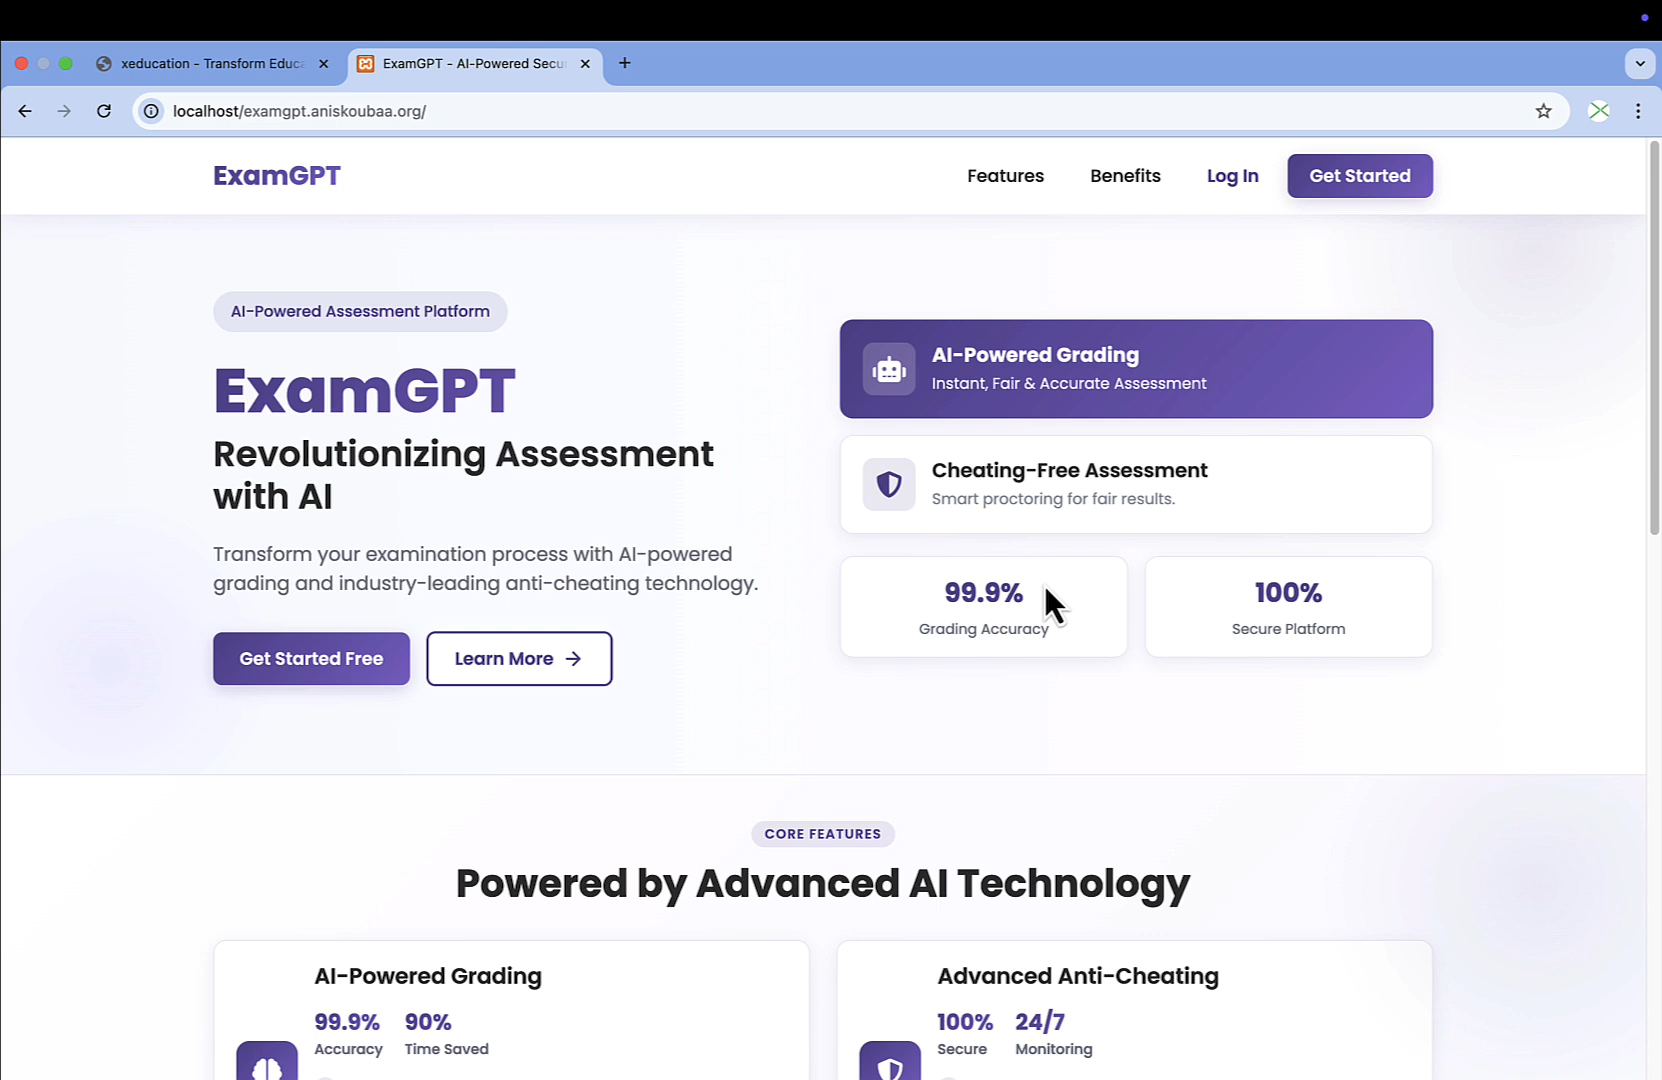 xeducation - Transform Educa
ExamGPT - AI-Powered Secu
localhost/examgpt.aniskoubaa.org/
ExamGPT
Features
Benefits
Log In
Get Started
AI-Powered Assessment Platform
ExamGPT
Revolutionizing Assessment
with AI
Transform your examination process with AI-powered
grading and industry-leading anti-cheating technology.
Get Started Free
Learn More →
AI-Powered Grading
Instant, Fair & Accurate Assessment
Cheating-Free Assessment
Smart proctoring for fair results.
99.9%
Grading Accuracy
100%
Secure Platform
CORE FEATURES
Powered by Advanced AI Technology
AI-Powered Grading
99.9% 90%
Accuracy Time Saved
Advanced Anti-Cheating
100% 24/7
Secure Monitoring